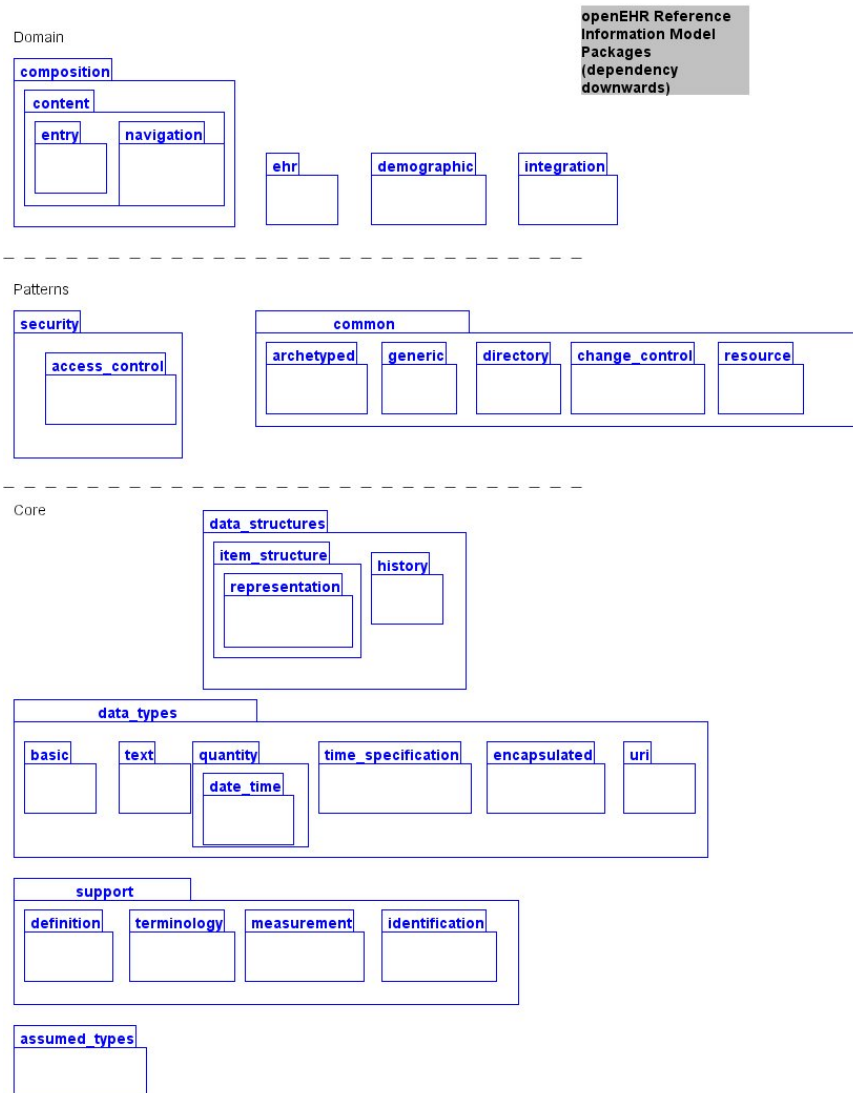 openEHR Reference
Information Model
Packages
(dependency
downwards)
Domain
composition
content
entry navigation
ehr demographic integration
Patterns
security common
access_control archetyped generic directory change_control resource
Core
data_structures
item_structure
history
representation
data_types
basic text quantity time_specification encapsulated uri
date_time
support
definition terminology measurement identification
assumed_types